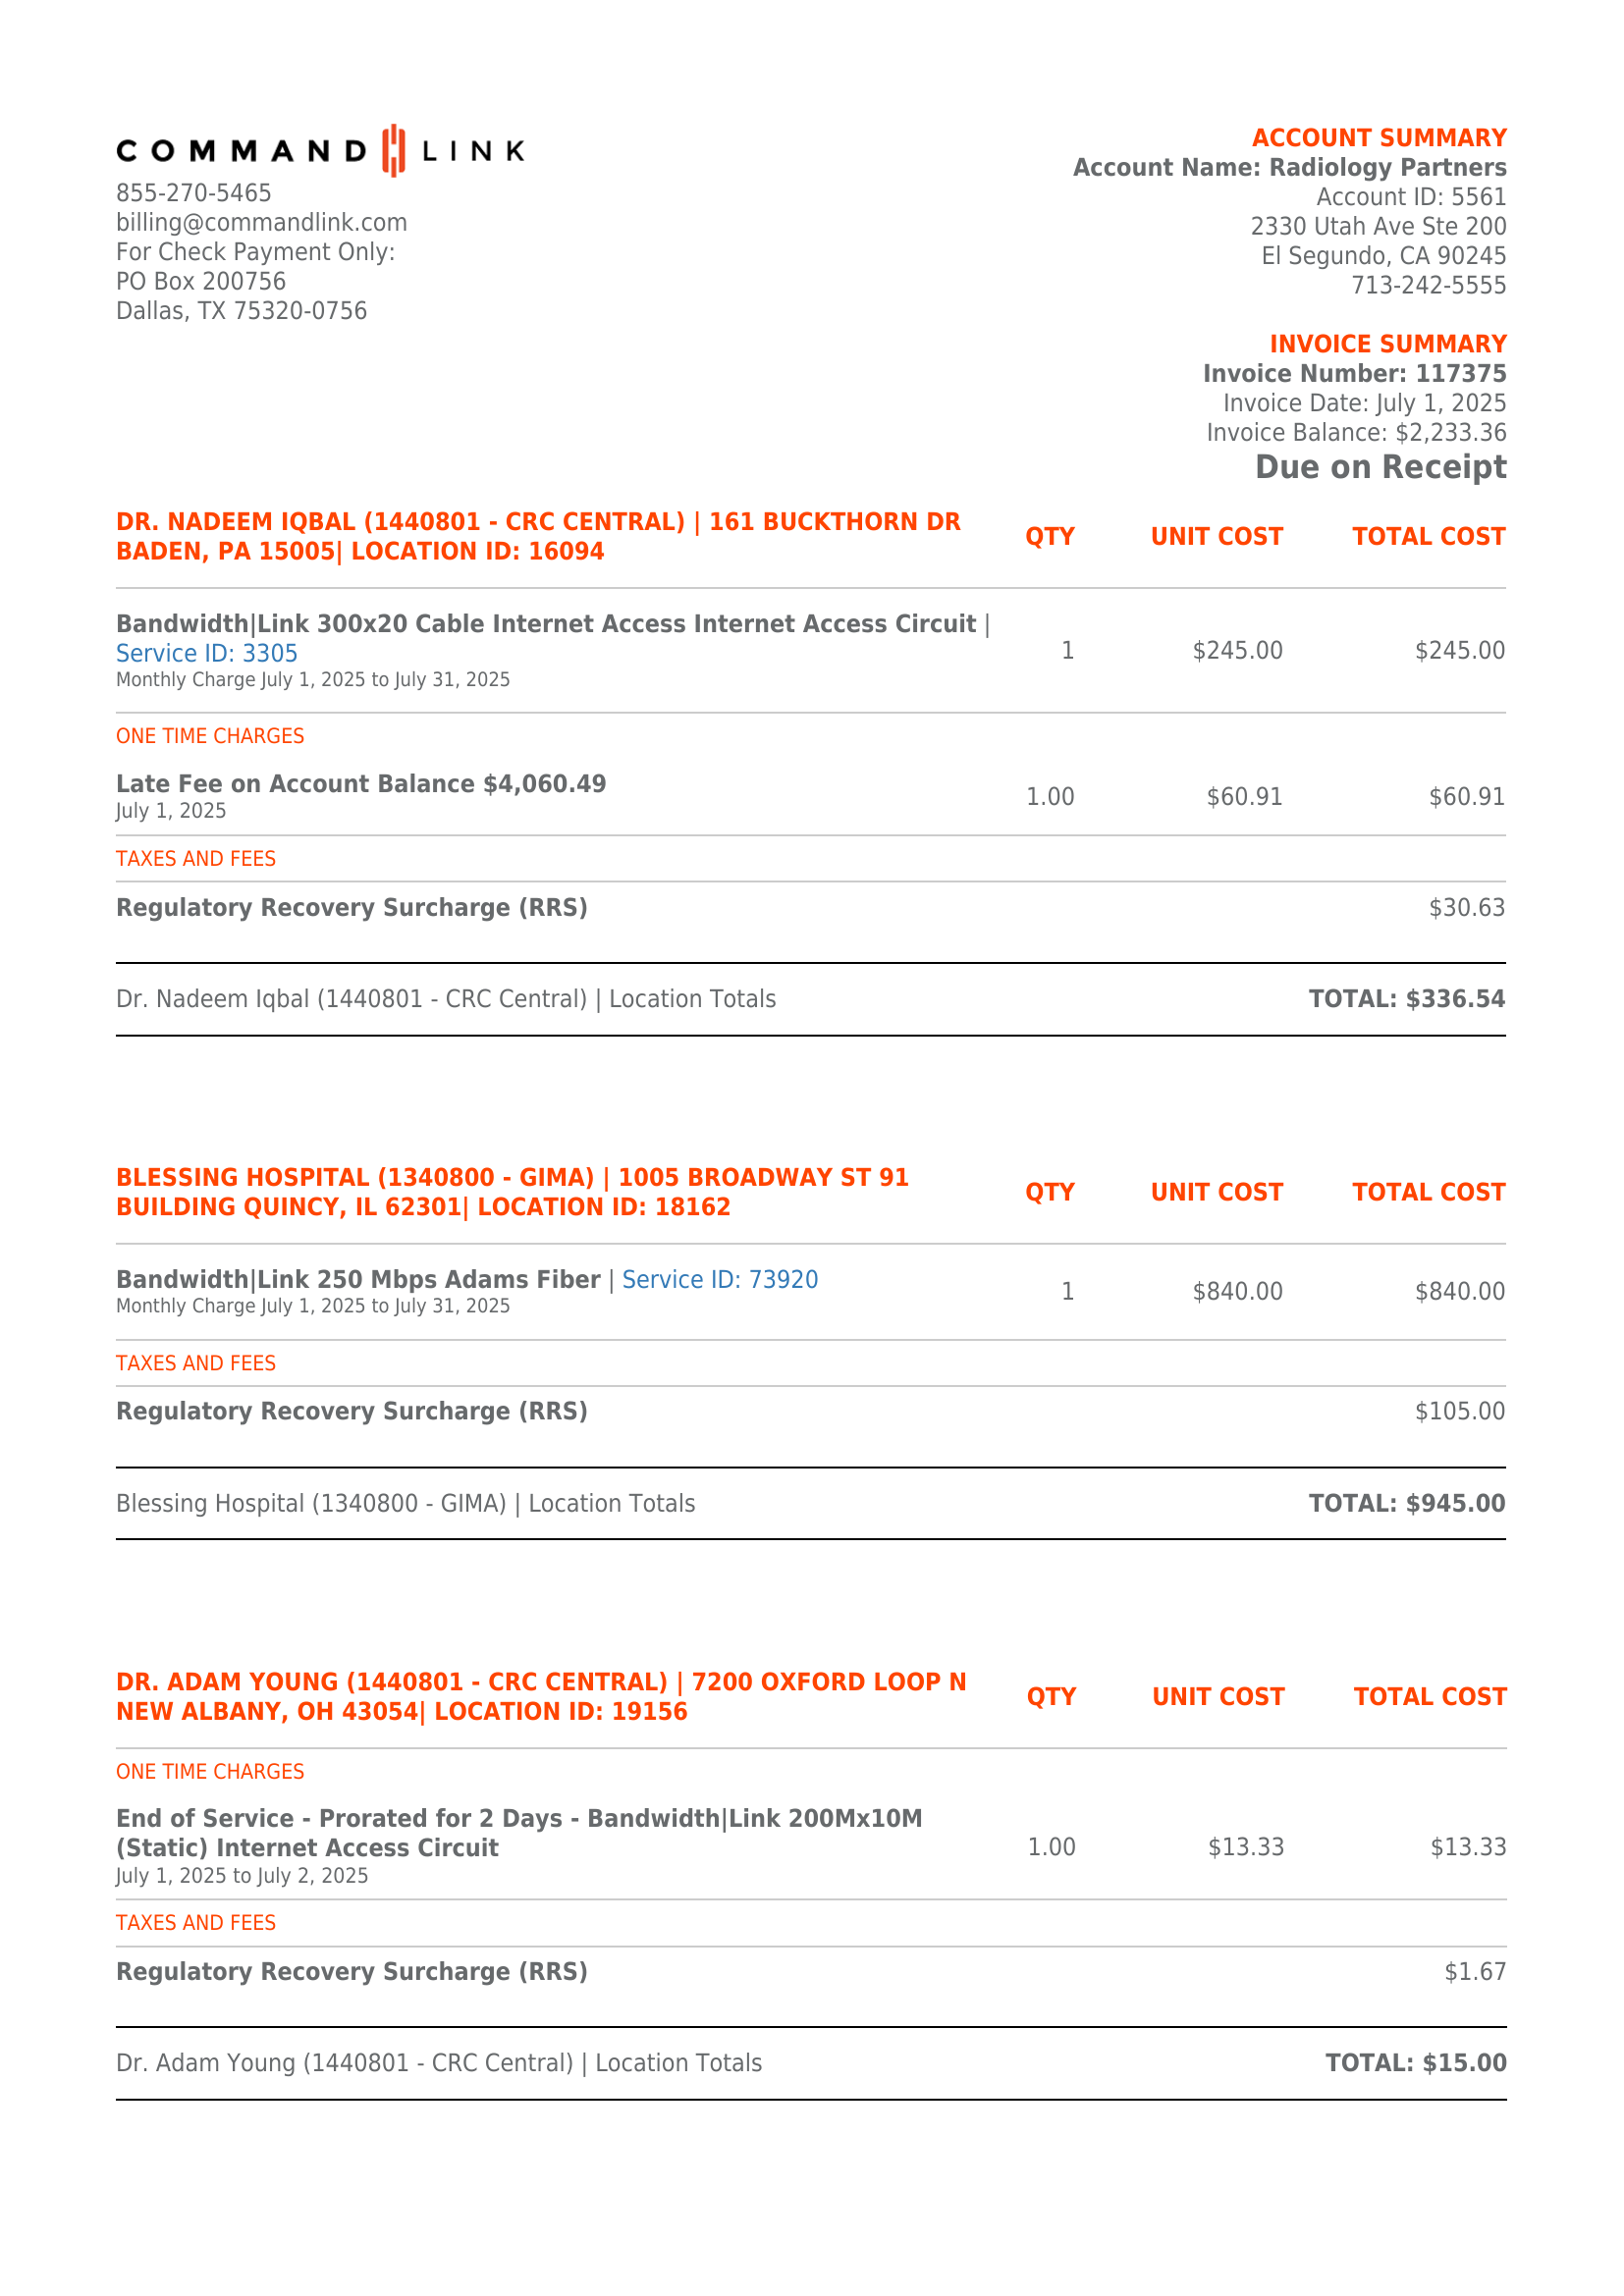 COMMAND LINK
855-270-5465
billing@commandlink.com
For Check Payment Only:
PO Box 200756
Dallas, TX 75320-0756
ACCOUNT SUMMARY
Account Name: Radiology Partners
Account ID: 5561
2330 Utah Ave Ste 200
El Segundo, CA 90245
713-242-5555
INVOICE SUMMARY
Invoice Number: 117375
Invoice Date: July 1, 2025
Invoice Balance: $2,233.36
Due on Receipt
DR. NADEEM IQBAL (1440801 - CRC CENTRAL) | 161 BUCKTHORN DR
BADEN, PA 15005| LOCATION ID: 16094
QTY UNIT COST TOTAL COST
Bandwidth|Link 300x20 Cable Internet Access Internet Access Circuit |
Service ID: 3305
Monthly Charge July 1, 2025 to July 31, 2025
1 $245.00 $245.00
ONE TIME CHARGES
Late Fee on Account Balance $4,060.49
July 1, 2025
1.00 $60.91 $60.91
TAXES AND FEES
Regulatory Recovery Surcharge (RRS) $30.63
Dr. Nadeem Iqbal (1440801 - CRC Central) | Location Totals TOTAL: $336.54
BLESSING HOSPITAL (1340800 - GIMA) | 1005 BROADWAY ST 91
BUILDING QUINCY, IL 62301| LOCATION ID: 18162
QTY UNIT COST TOTAL COST
Bandwidth|Link 250 Mbps Adams Fiber | Service ID: 73920
Monthly Charge July 1, 2025 to July 31, 2025
1 $840.00 $840.00
TAXES AND FEES
Regulatory Recovery Surcharge (RRS) $105.00
Blessing Hospital (1340800 - GIMA) | Location Totals TOTAL: $945.00
DR. ADAM YOUNG (1440801 - CRC CENTRAL) | 7200 OXFORD LOOP N
NEW ALBANY, OH 43054| LOCATION ID: 19156
QTY UNIT COST TOTAL COST
ONE TIME CHARGES
End of Service - Prorated for 2 Days - Bandwidth|Link 200Mx10M
(Static) Internet Access Circuit
July 1, 2025 to July 2, 2025
1.00 $13.33 $13.33
TAXES AND FEES
Regulatory Recovery Surcharge (RRS) $1.67
Dr. Adam Young (1440801 - CRC Central) | Location Totals TOTAL: $15.00